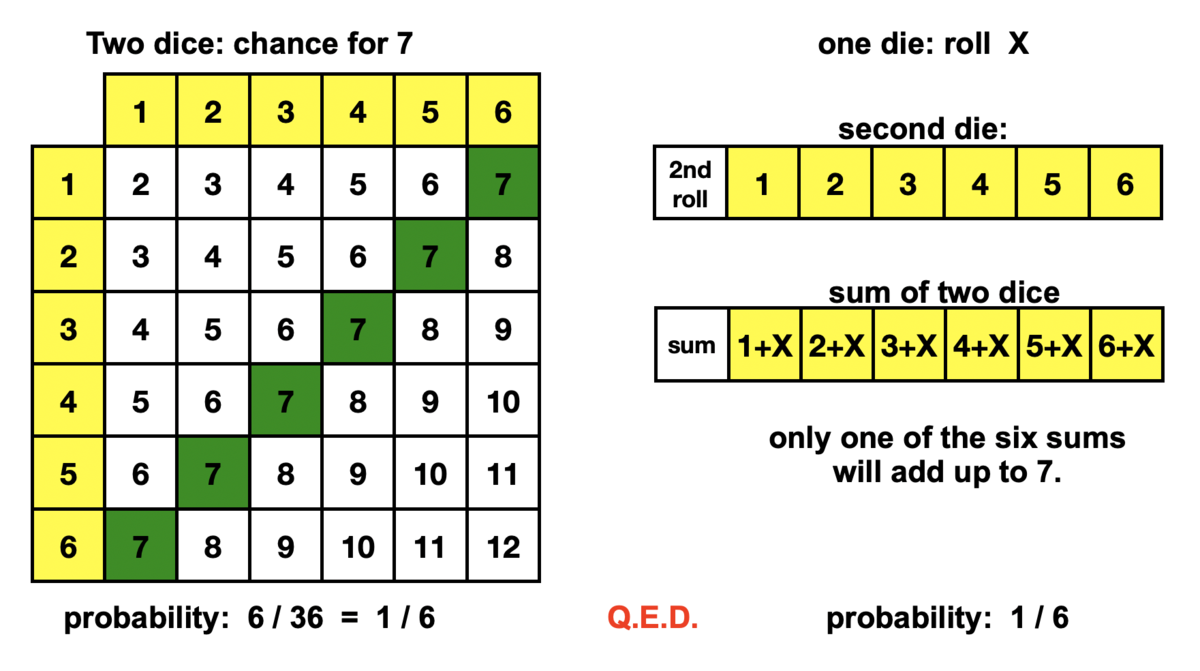 Two dice: chance for 7
1 2 3 4 5 6
1 2 3 4 5 6 7
2 3 4 5 6 7 8
3 4 5 6 7 8 9
4 5 6 7 8 9 10
5 6 7 8 9 10 11
6 7 8 9 10 11 12
probability: 6 / 36 = 1 / 6
Q.E.D.
one die: roll X
second die:
2nd
roll
1 2 3 4 5 6
sum of two dice
sum 1+X 2+X 3+X 4+X 5+X 6+X
only one of the six sums
will add up to 7.
probability: 1 / 6